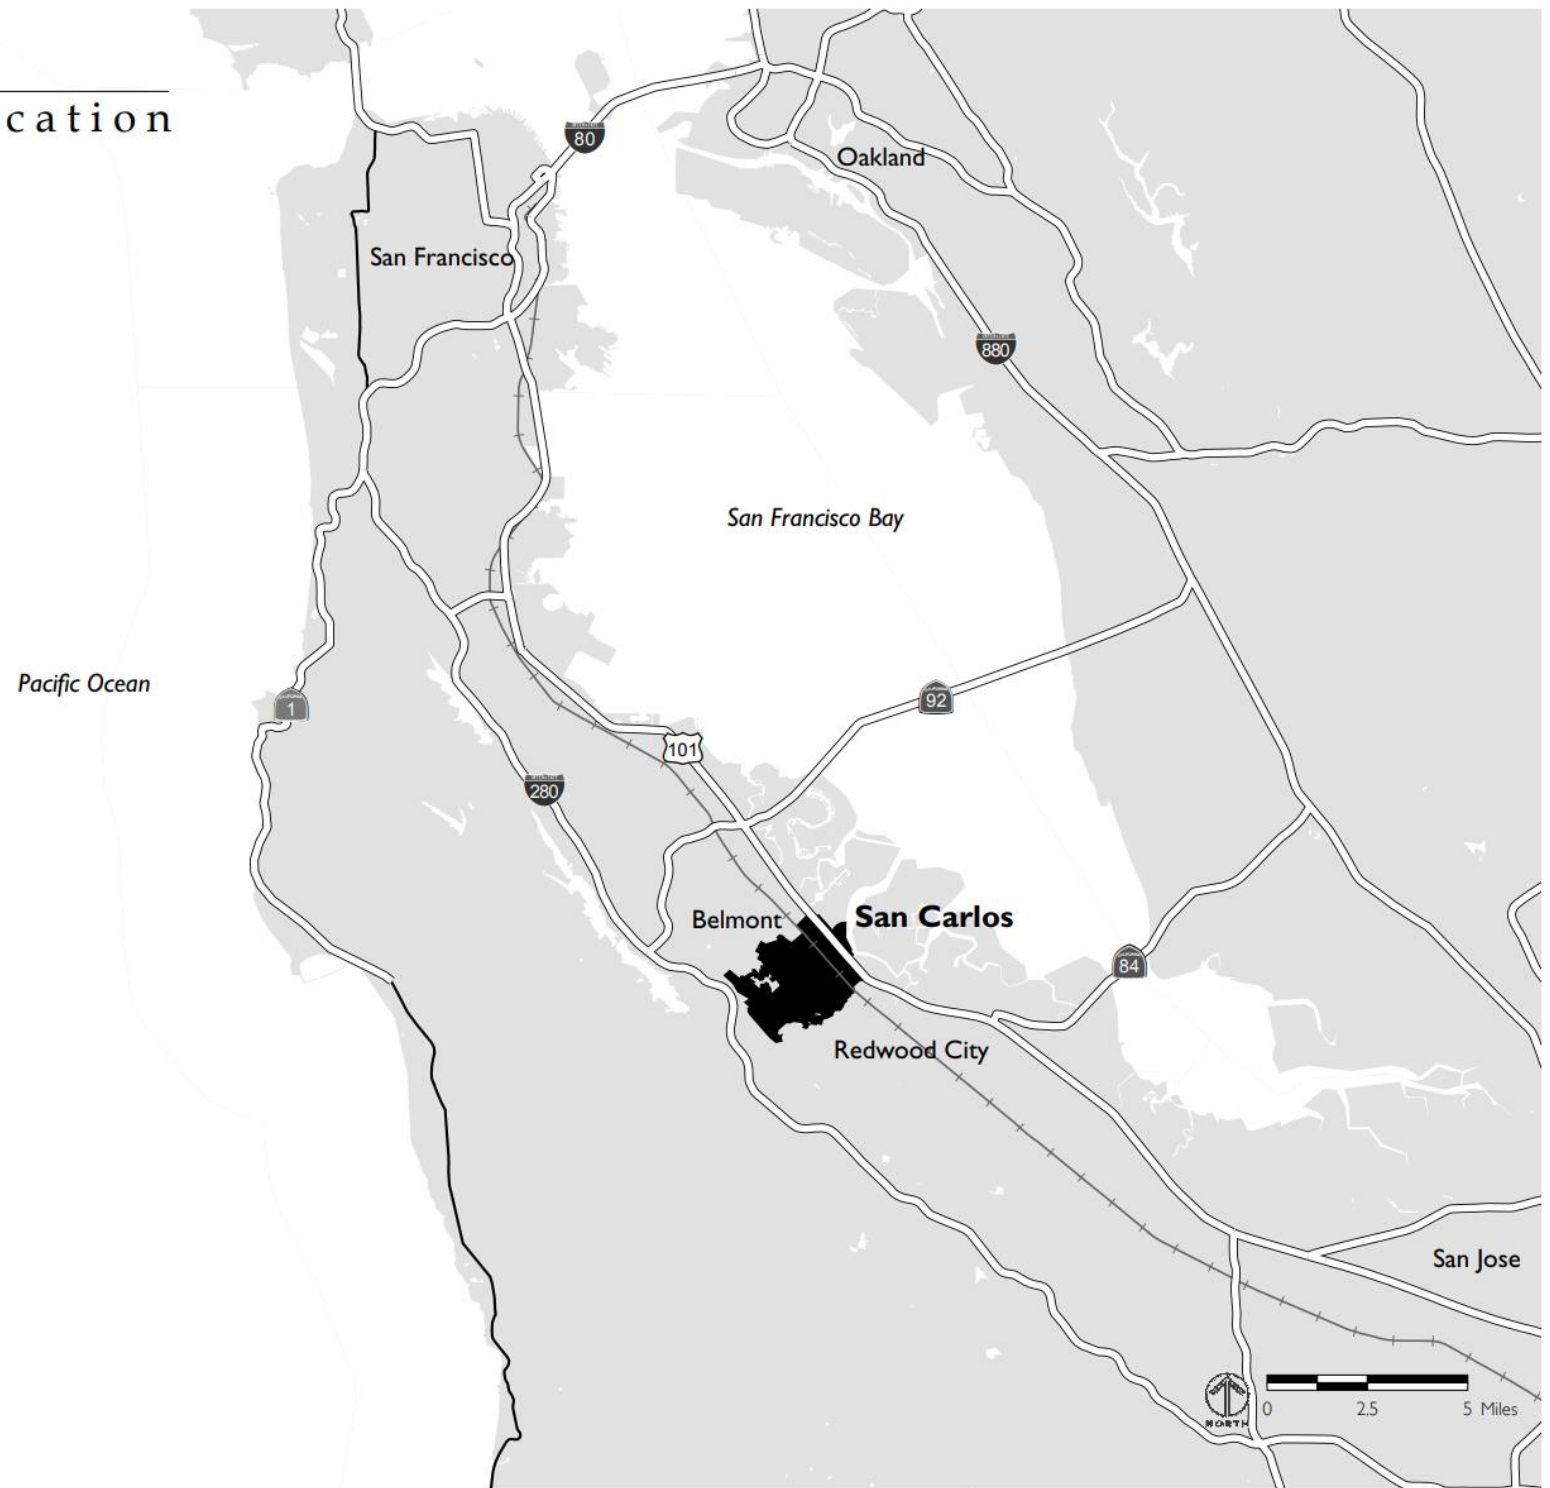 cation
80
Oakland
San Francisco
880
San Francisco Bay
Pacific Ocean
1
92
101
280
Belmont
San Carlos
84
Redwood City
San Jose
NORTH
0 2.5 5 Miles